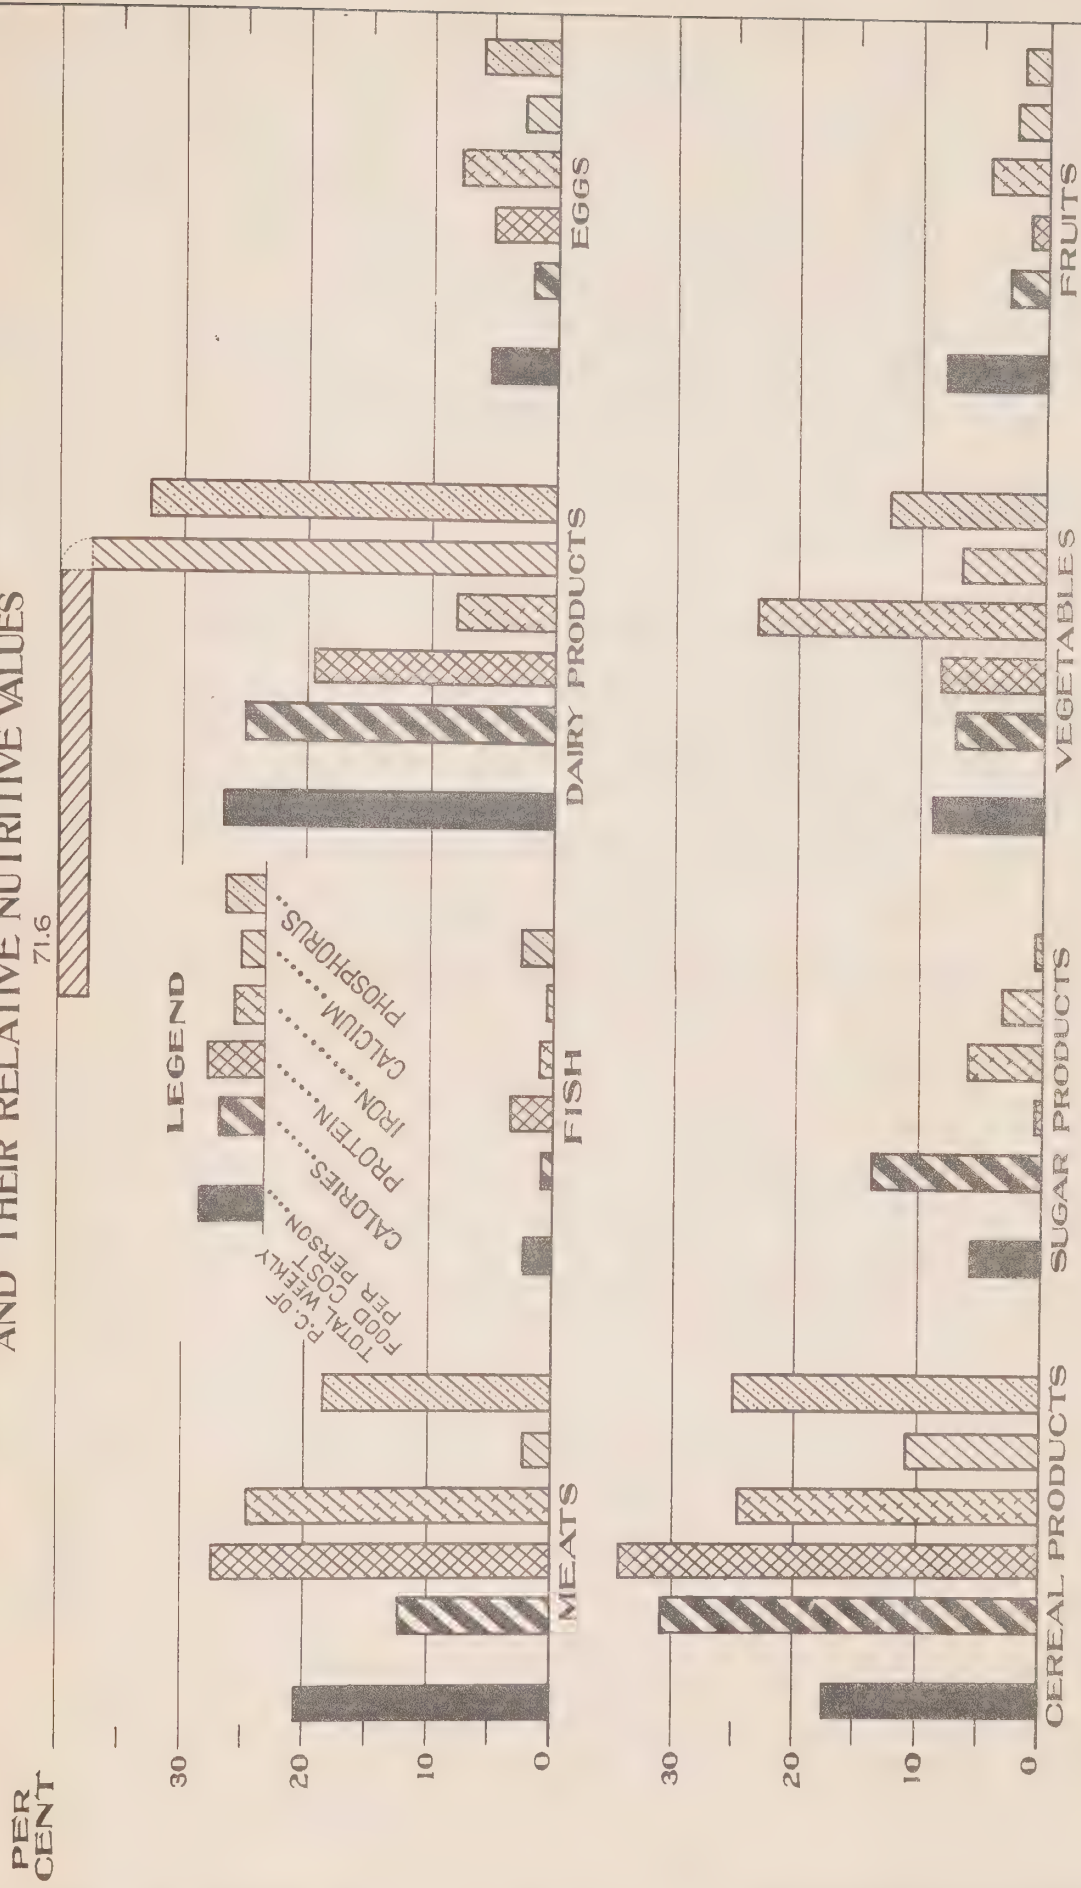 AND THEIR RELATIVE NUTRITIVE VALUES
PER
CENT
71.6
30
20
10
0
LEGEND
P.C. OF
TOTAL WEEKLY
FOOD COST
PER PERSON....
CALORIES......
PROTEIN.......
IRON...........
CALCIUM.......
PHOSPHORUS..
MEATS
FISH
DAIRY PRODUCTS
EGGS
30
20
10
0
CEREAL PRODUCTS
SUGAR PRODUCTS
VEGETABLES
FRUITS